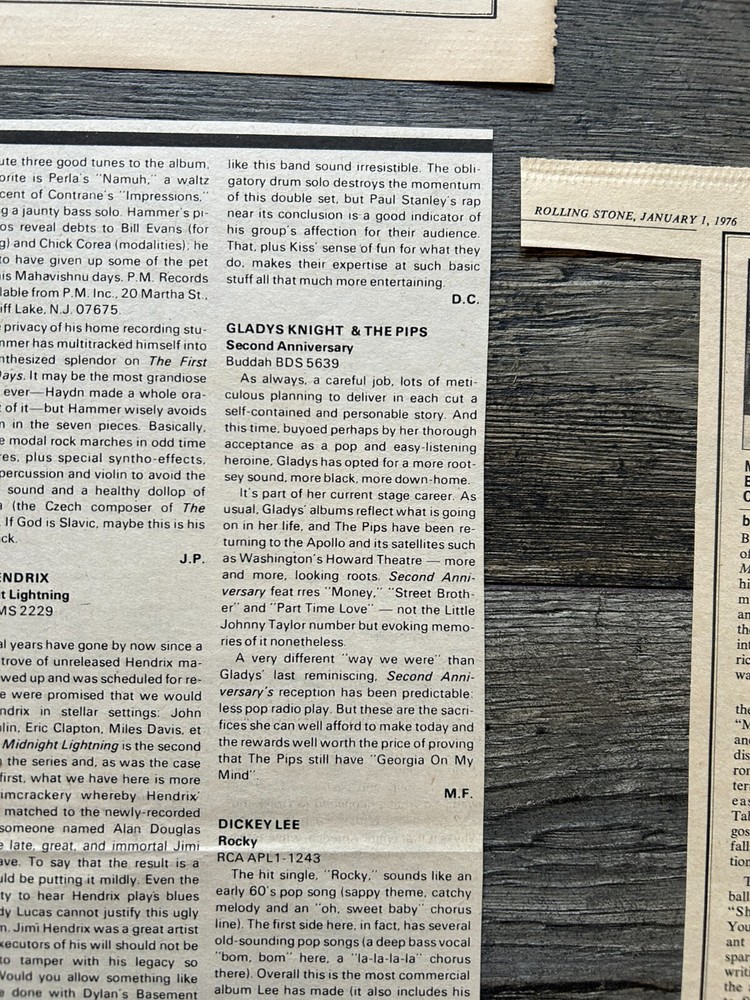 ute three good tunes to the album,
orite is Perla's "Namuh," a waltz
cent of Contrane's "Impressions,"
g a jaunty bass solo. Hammer's pi-
os reveal debts to Bill Evans (for
g) and Chick Corea (modalities); he
to have given up some of the pet
is Mahavishnu days. P.M. Records
lable from P.M. Inc., 20 Martha St.,
iff Lake, N.J. 07675.
e privacy of his home recording stu-
mmer has multitracked himself into
nthesized splendor on The First
Days. It may be the most grandiose
ever—Haydn made a whole ora-
t of it—but Hammer wisely avoids
n in the seven pieces. Basically,
e modal rock marches in odd time
res, plus special syntho-effects,
percussion and violin to avoid the
sound and a healthy dollop of
a (the Czech composer of The
. If God is Slavic, maybe this is his
ck.
J.P.
ENDRIX
t Lightning
MS 2229
al years have gone by now since a
trove of unreleased Hendrix ma-
wed up and was scheduled for re-
e were promised that we would
ndrix in stellar settings: John
lin, Eric Clapton, Miles Davis, et
Midnight Lightning is the second
n the series and, as was the case
first, what we have here is more
imcrackery whereby Hendrix'
matched to the newly-recorded
someone named Alan Douglas
e late, great, and immortal Jimi
ave. To say that the result is a
uld be putting it mildly. Even the
ty to hear Hendrix play's blues
dy Lucas cannot justify this ugly
n. Jimi Hendrix was a great artist
xecutors of his will should not be
to tamper with his legacy so
Would you allow something like
e done with Dylan's Basement
like this band sound irresistible. The obli-
gatory drum solo destroys the momentum
of this double set, but Paul Stanley's rap
near its conclusion is a good indicator of
his group's affection for their audience.
That, plus Kiss' sense of fun for what they
do, makes their expertise at such basic
stuff all that much more entertaining.
D.C.
GLADYS KNIGHT & THE PIPS
Second Anniversary
Buddah BDS 5639
As always, a careful job, lots of meti-
culous planning to deliver in each cut a
self-contained and personable story. And
this time, buoyed perhaps by her thorough
acceptance as a pop and easy-listening
heroine, Gladys has opted for a more root-
sey sound, more black, more down-home.
It's part of her current stage career. As
usual, Gladys' albums reflect what is going
on in her life, and The Pips have been re-
turning to the Apollo and its satellites such
as Washington's Howard Theatre — more
and more, looking roots. Second Anni-
versary feat rres "Money," "Street Broth-
er" and "Part Time Love" — not the Little
Johnny Taylor number but evoking memo-
ries of it nonetheless.
A very different "way we were" than
Gladys' last reminiscing, Second Anni-
versary's reception has been predictable:
less pop radio play. But these are the sacri-
fices she can well afford to make today and
the rewards well worth the price of proving
that The Pips still have "Georgia On My
Mind".
M.F.
DICKEY LEE
Rocky
RCA APL1-1243
The hit single, "Rocky," sounds like an
early 60's pop song (sappy theme, catchy
melody and an "oh, sweet baby" chorus
line). The first side here, in fact, has several
old-sounding pop songs (a deep bass vocal
"bom, bom" here, a "la-la-la-la" chorus
there). Overall this is the most commercial
album Lee has made (it also includes his
ROLLING STONE, JANUARY 1, 1976
b
B
of
M
hi
m
an
the
int
ric
wa
the
"M
and
dis
ron
ter
eas
Tal
gos
fall
tion
T
ball
"Sh
You
ant
spar
writ
the